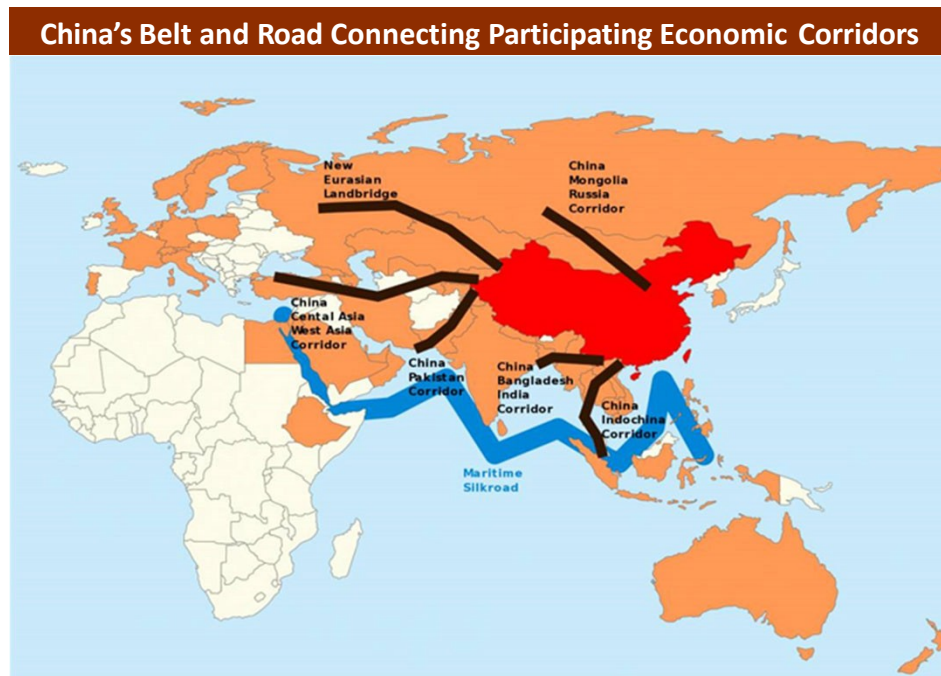 China's Belt and Road Connecting Participating Economic Corridors
New
Eurasian
Landbridge
China
Mongolia
Russia
Corridor
China
Cental Asia
West Asia
Corridor
China
Pakistan
Corridor
China
Bangladesh
India
Corridor
China
Indochina
Corridor
Maritime
Silkroad